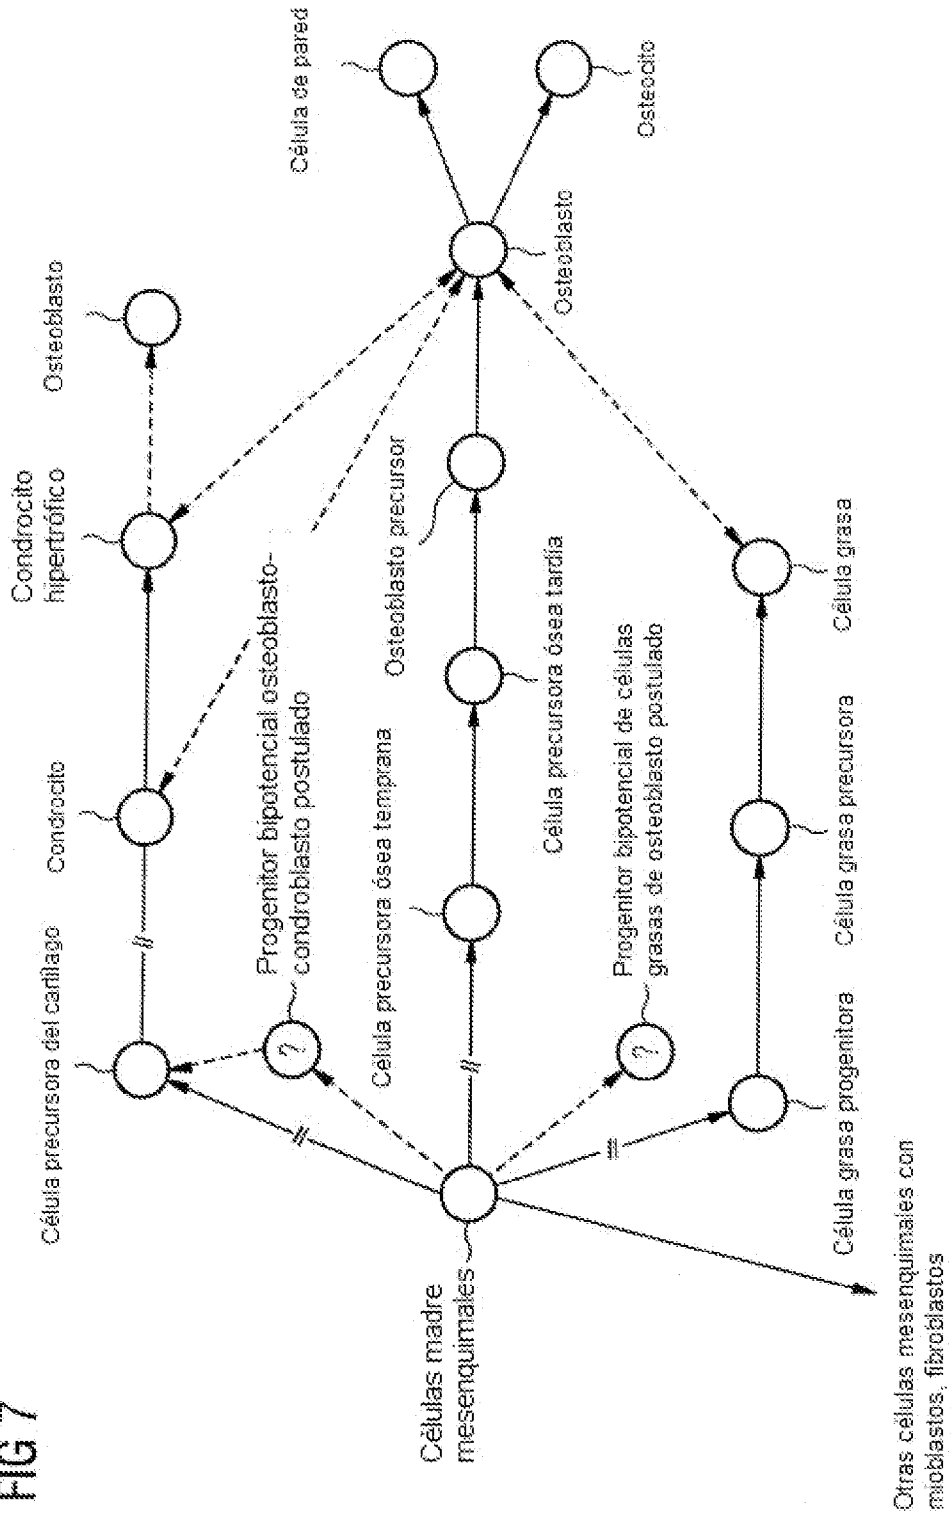 FIG 7
Célula precursora del cartílago
Condrocito
Condrocito
hipertrófico
Osteoblasto
?
Progenitor bipotencial osteoblasto-
condroblasto postulado
Célula de pared
Células madre
mesenquimales
Célula precursora ósea temprana
Célula precursora ósea tardía
Osteoblasto precursor
Osteoblasto
Osteocito
?
Progenitor bipotencial de células
grasas de osteoblasto postulado
Célula grasa progenitora
Célula grasa precursora
Célula grasa
Otras células mesenquimales con
mioblastos, fibroblastos